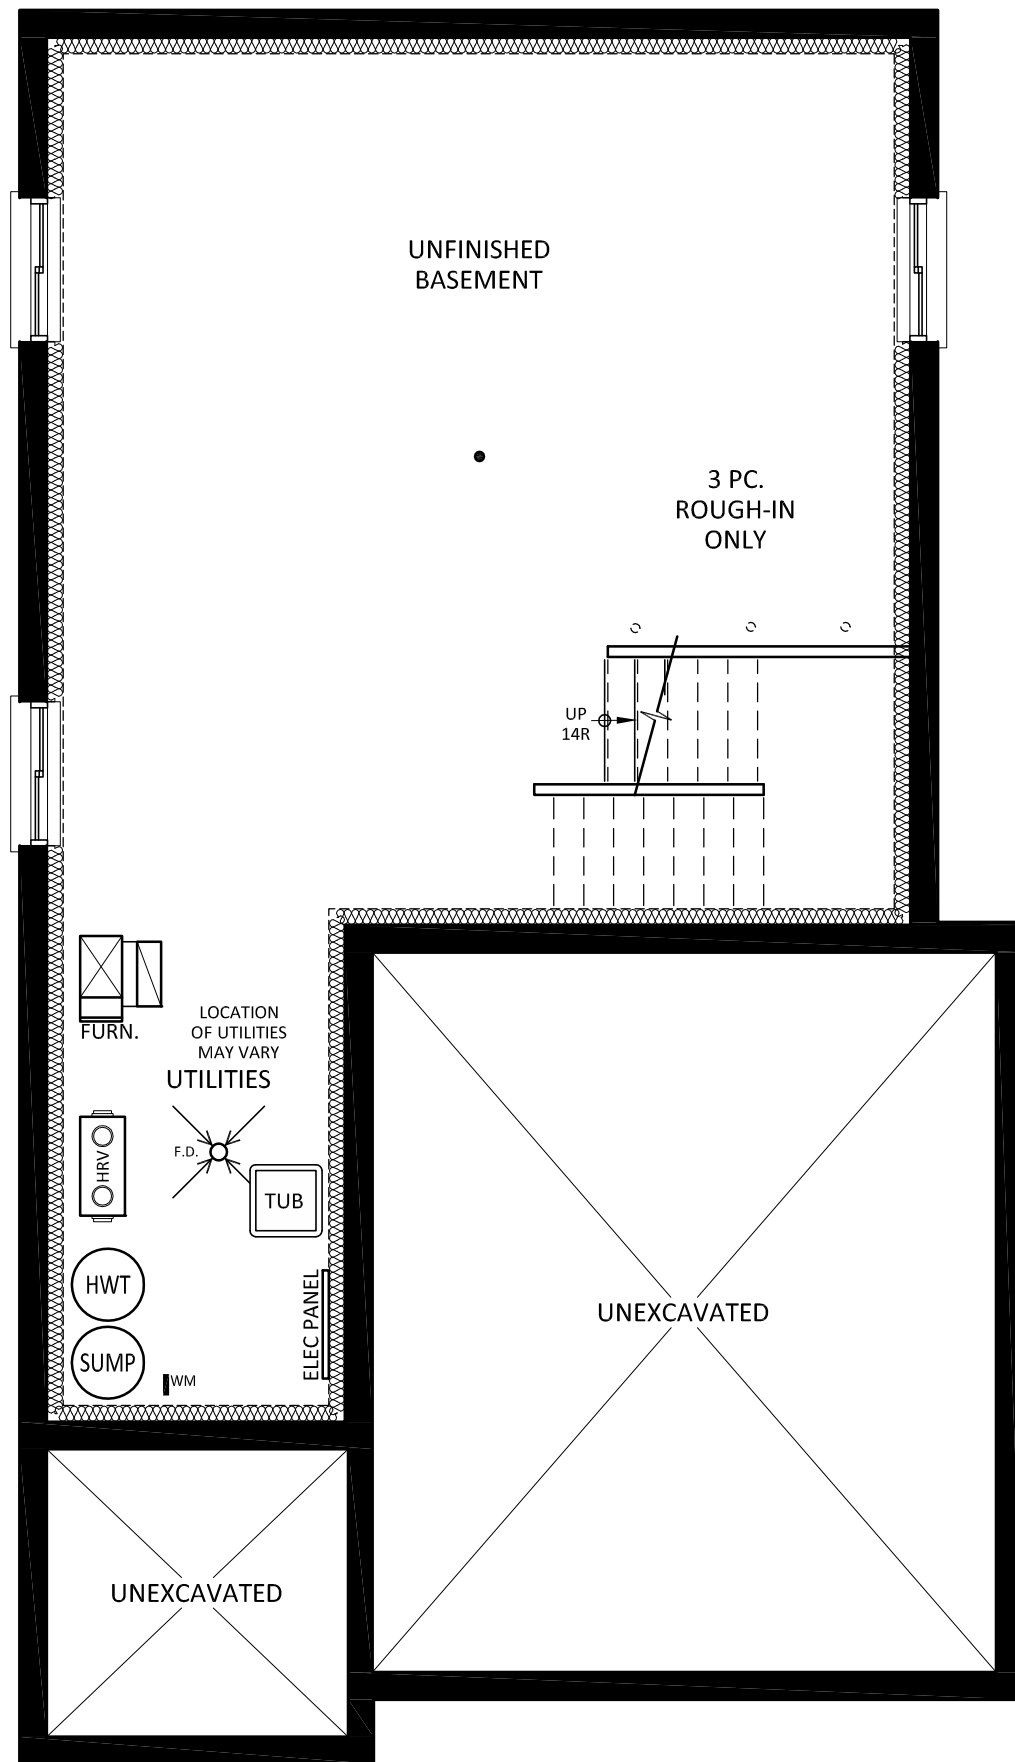 UNFINISHED
BASEMENT
3 PC.
ROUGH-IN
ONLY
UP
14R
FURN.
LOCATION
OF UTILITIES
MAY VARY
UTILITIES
F.D.
HRV
TUB
HWT
ELEC PANEL
SUMP
WM
UNEXCAVATED
UNEXCAVATED